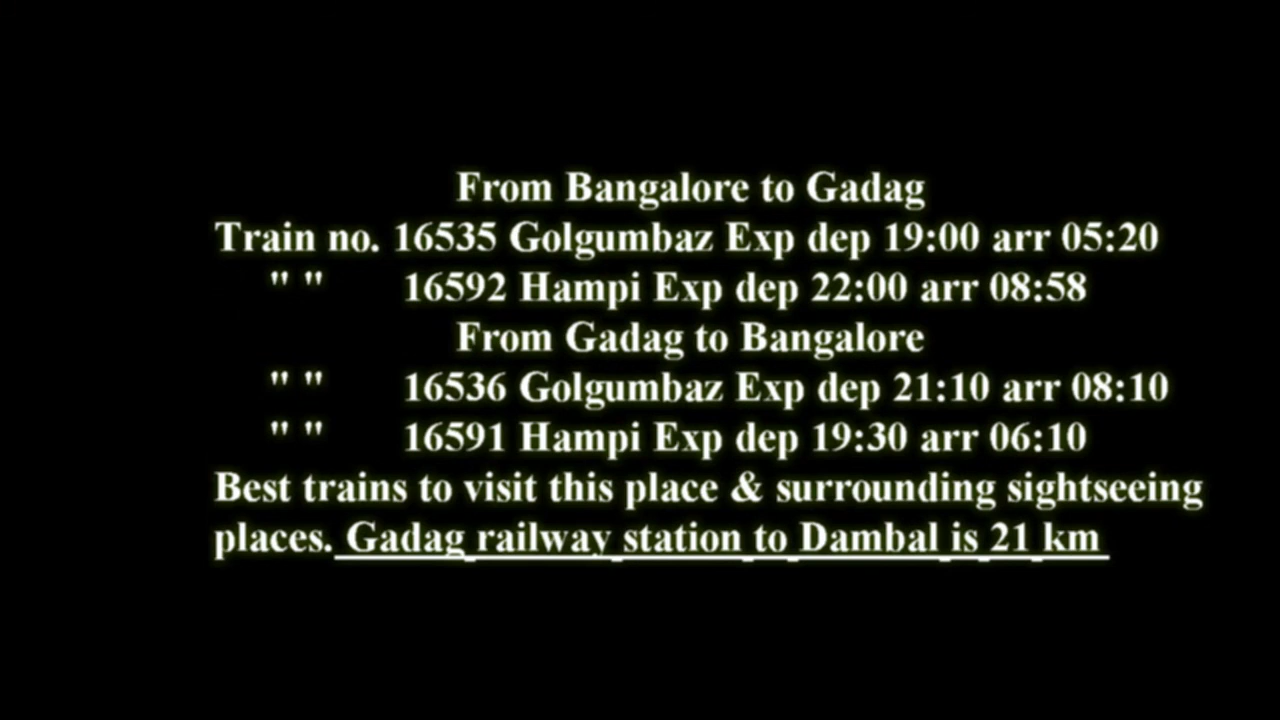 From Bangalore to Gadag
Train no. 16535 Golgumbaz Exp dep 19:00 arr 05:20
" " 16592 Hampi Exp dep 22:00 arr 08:58
From Gadag to Bangalore
" " 16536 Golgumbaz Exp dep 21:10 arr 08:10
" " 16591 Hampi Exp dep 19:30 arr 06:10
Best trains to visit this place & surrounding sightseeing
places. Gadag railway station to Dambal is 21 km